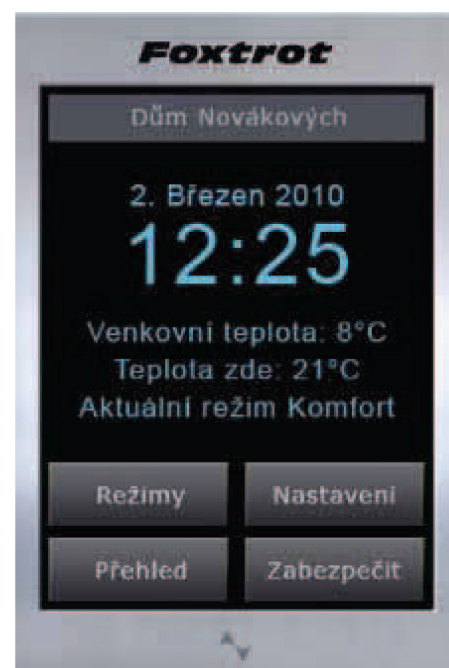 Foxtrot
Dům Novákových
2. Březen 2010
12:25
Venkovní teplota: 8°C
Teplota zde: 21°C
Aktuální režim Komfort
Režimy Nastavení
Přehled Zabezpečit